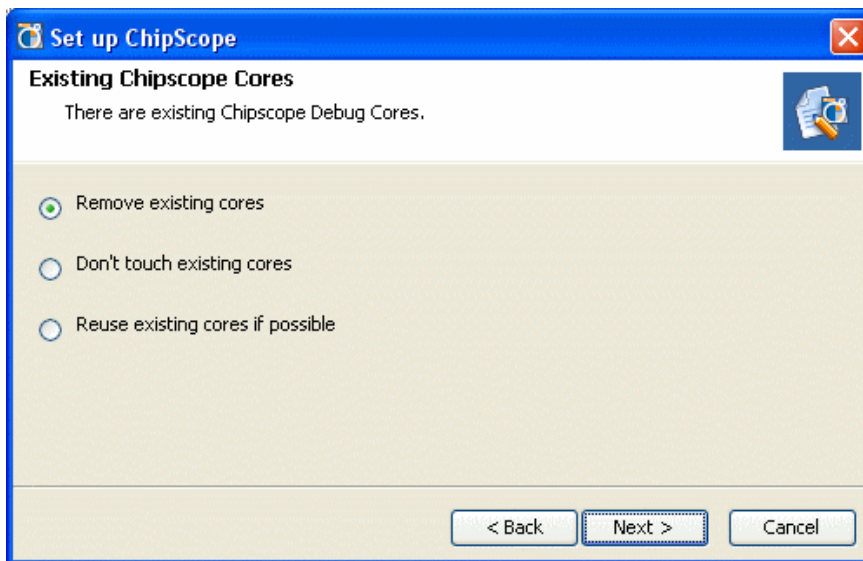 Set up ChipScope
Existing Chipscope Cores
There are existing Chipscope Debug Cores.
Remove existing cores
Don't touch existing cores
Reuse existing cores if possible
< Back Next > Cancel